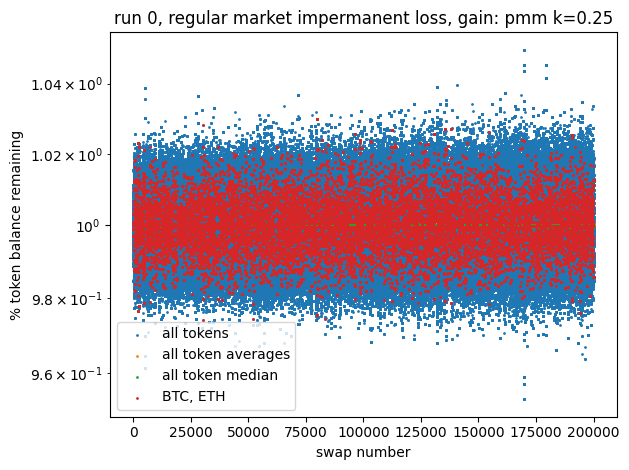 run 0, regular market impermanent loss, gain: pmm k=0.25
% token balance remaining
1.04 × 10⁰
1.02 × 10⁰
10⁰
9.8 × 10⁻¹
9.6 × 10⁻¹
all tokens
all token averages
all token median
BTC, ETH
0 25000 50000 75000 100000 125000 150000 175000 200000
swap number